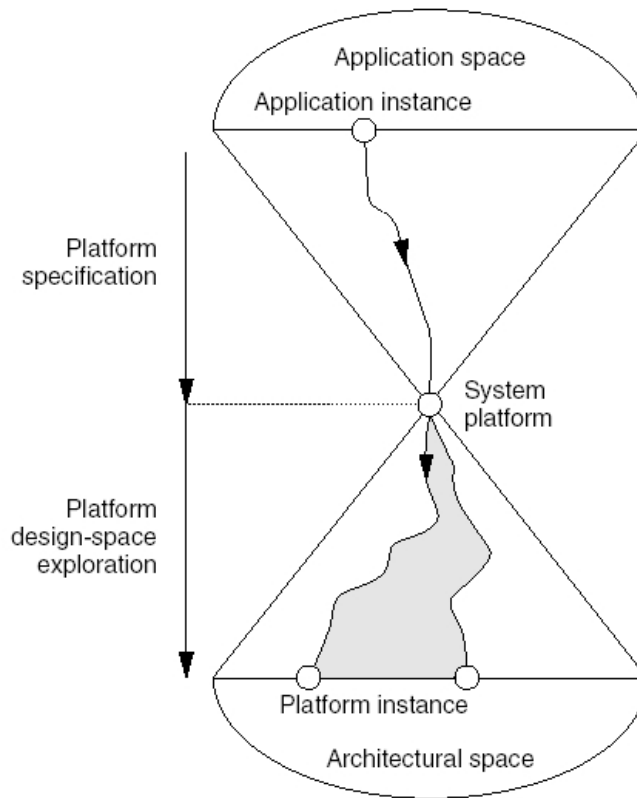 Application space
Application instance
Platform
specification
System
platform
Platform
design-space
exploration
Platform instance
Architectural space